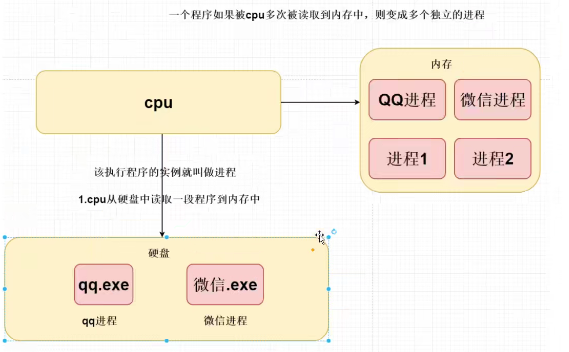 一个程序如果被cpu多次被读取到内存中，则变成多个独立的进程
cpu
内存
QQ进程
微信进程
进程1
进程2
该执行程序的实例就叫做进程
1.cpu从硬盘中读取一段程序到内存中
硬盘
qq.exe
微信.exe
qq进程
微信进程